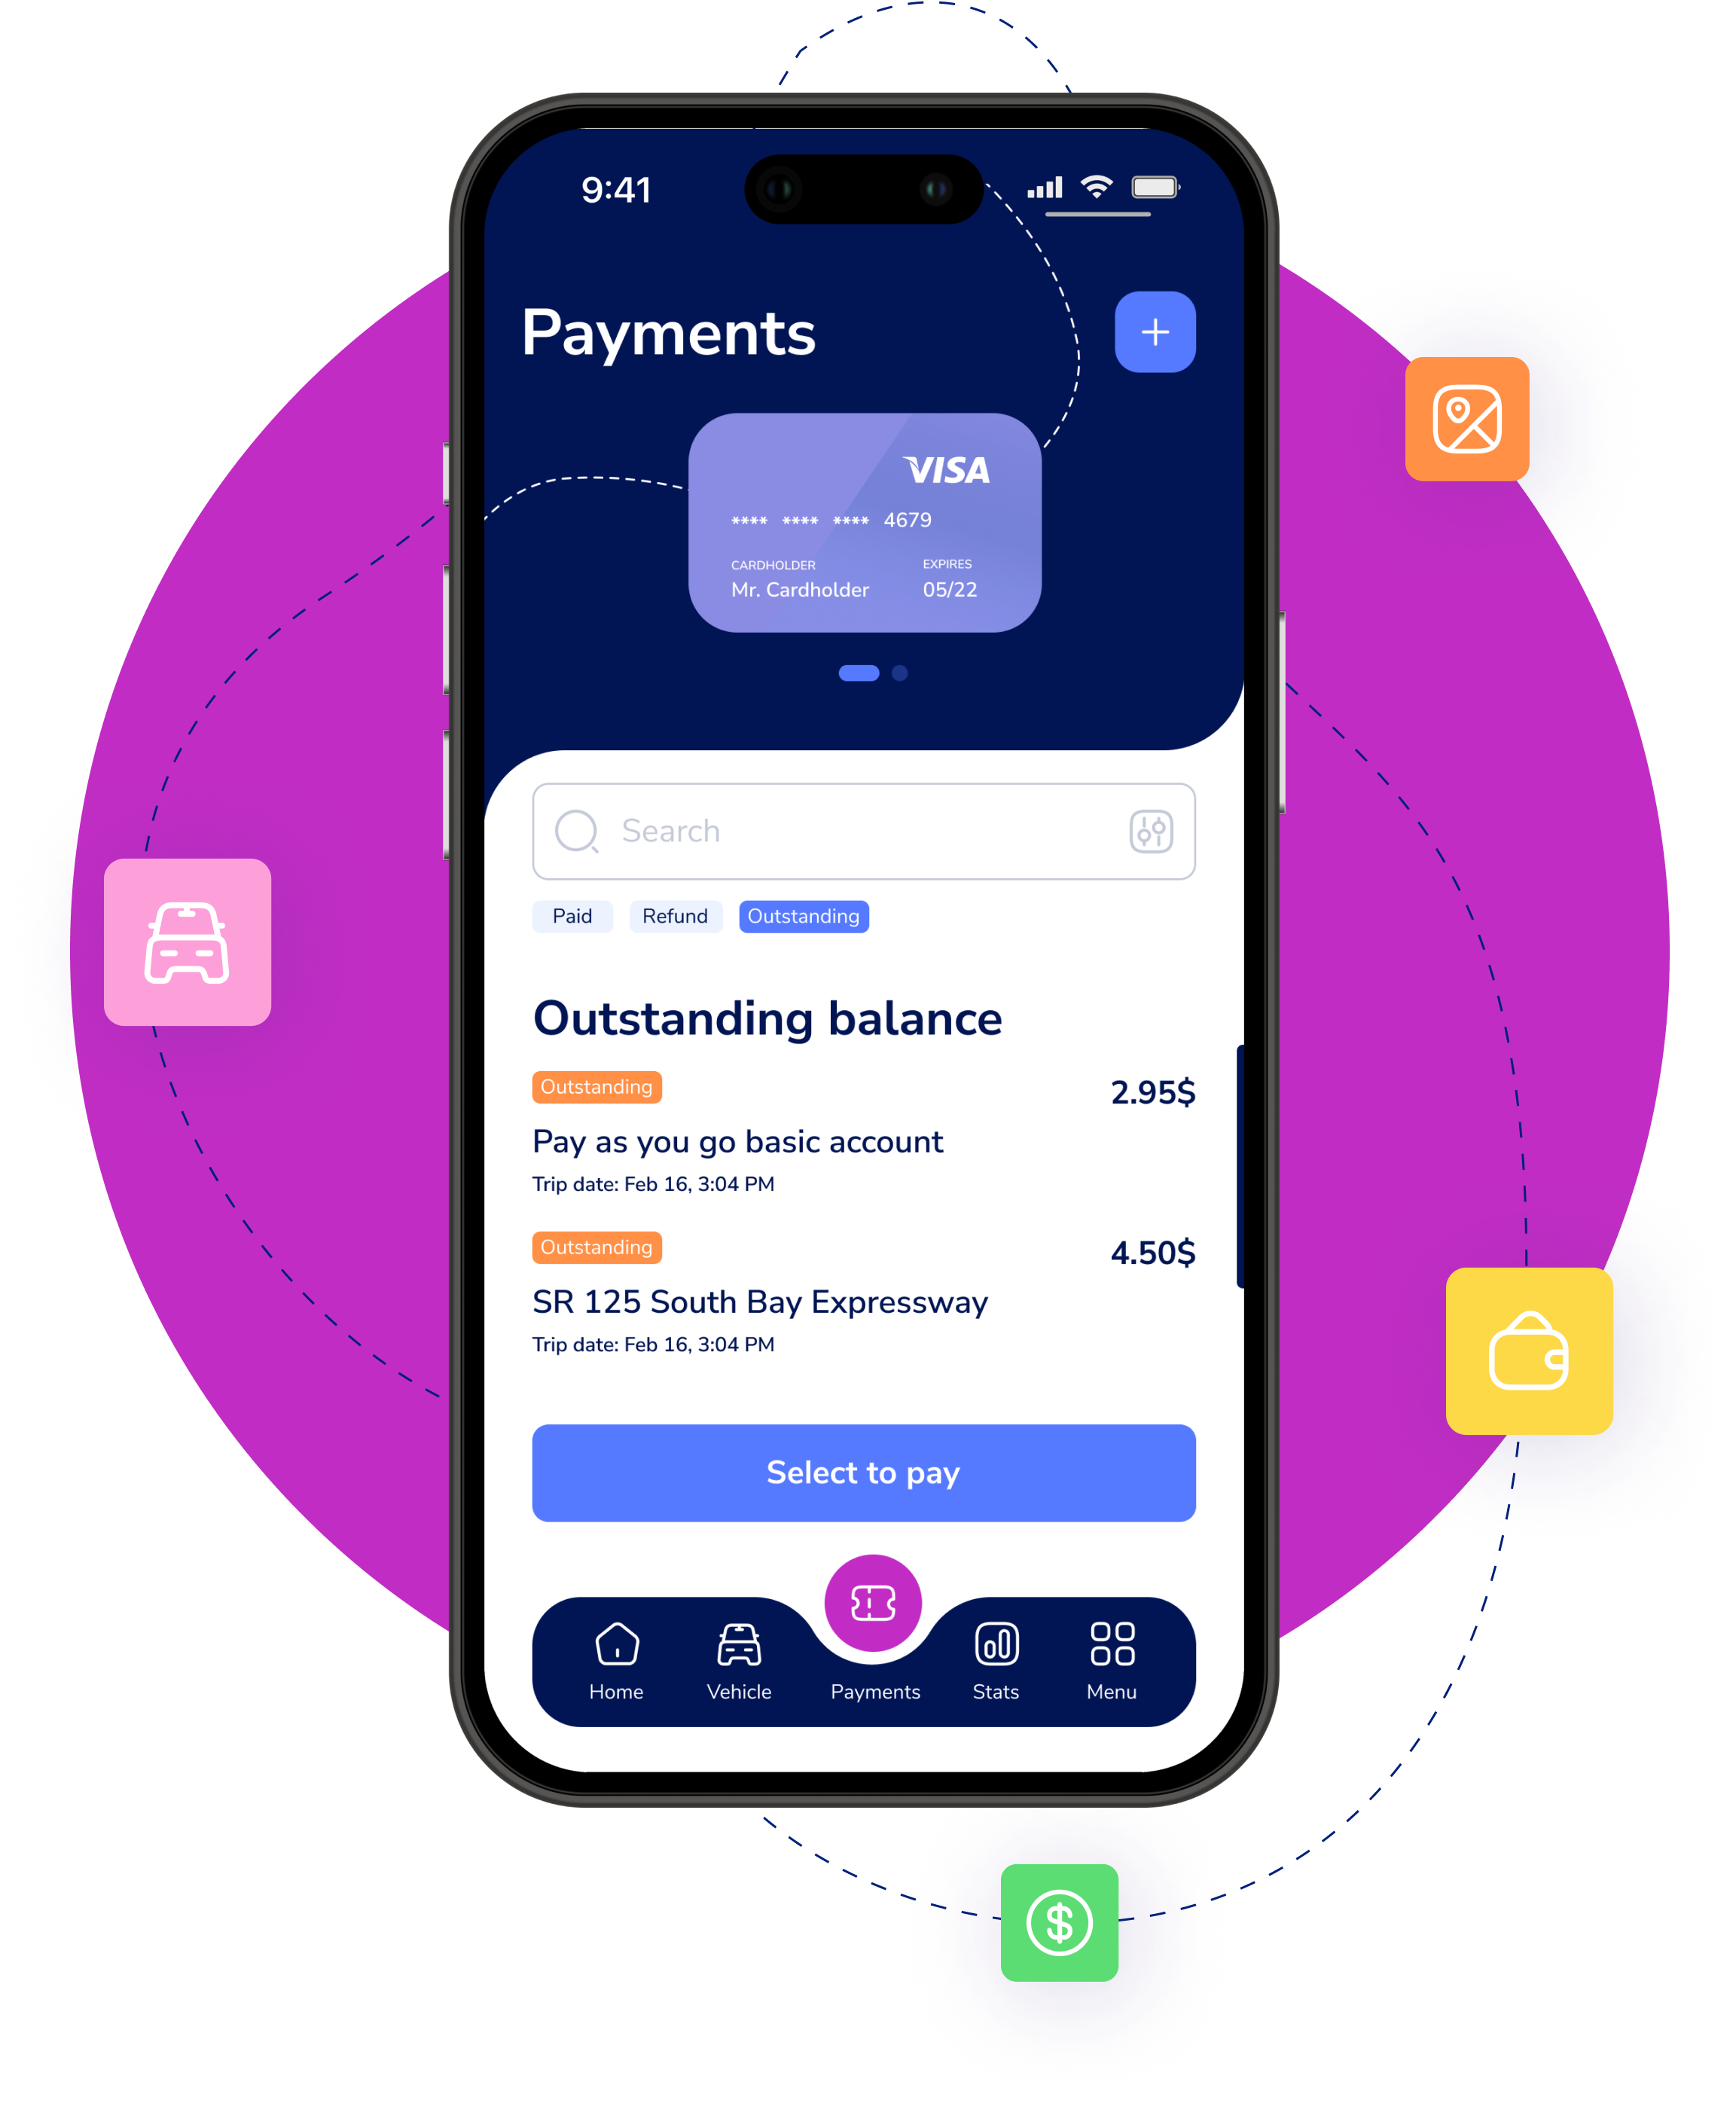 9:41
Payments
VISA
**** **** **** 4679
CARDHOLDER EXPIRES
Mr. Cardholder 05/22
Search
Paid Refund Outstanding
Outstanding balance
Outstanding 2.95$
Pay as you go basic account
Trip date: Feb 16, 3:04 PM
Outstanding 4.50$
SR 125 South Bay Expressway
Trip date: Feb 16, 3:04 PM
Select to pay
Home Vehicle Payments Stats Menu
$